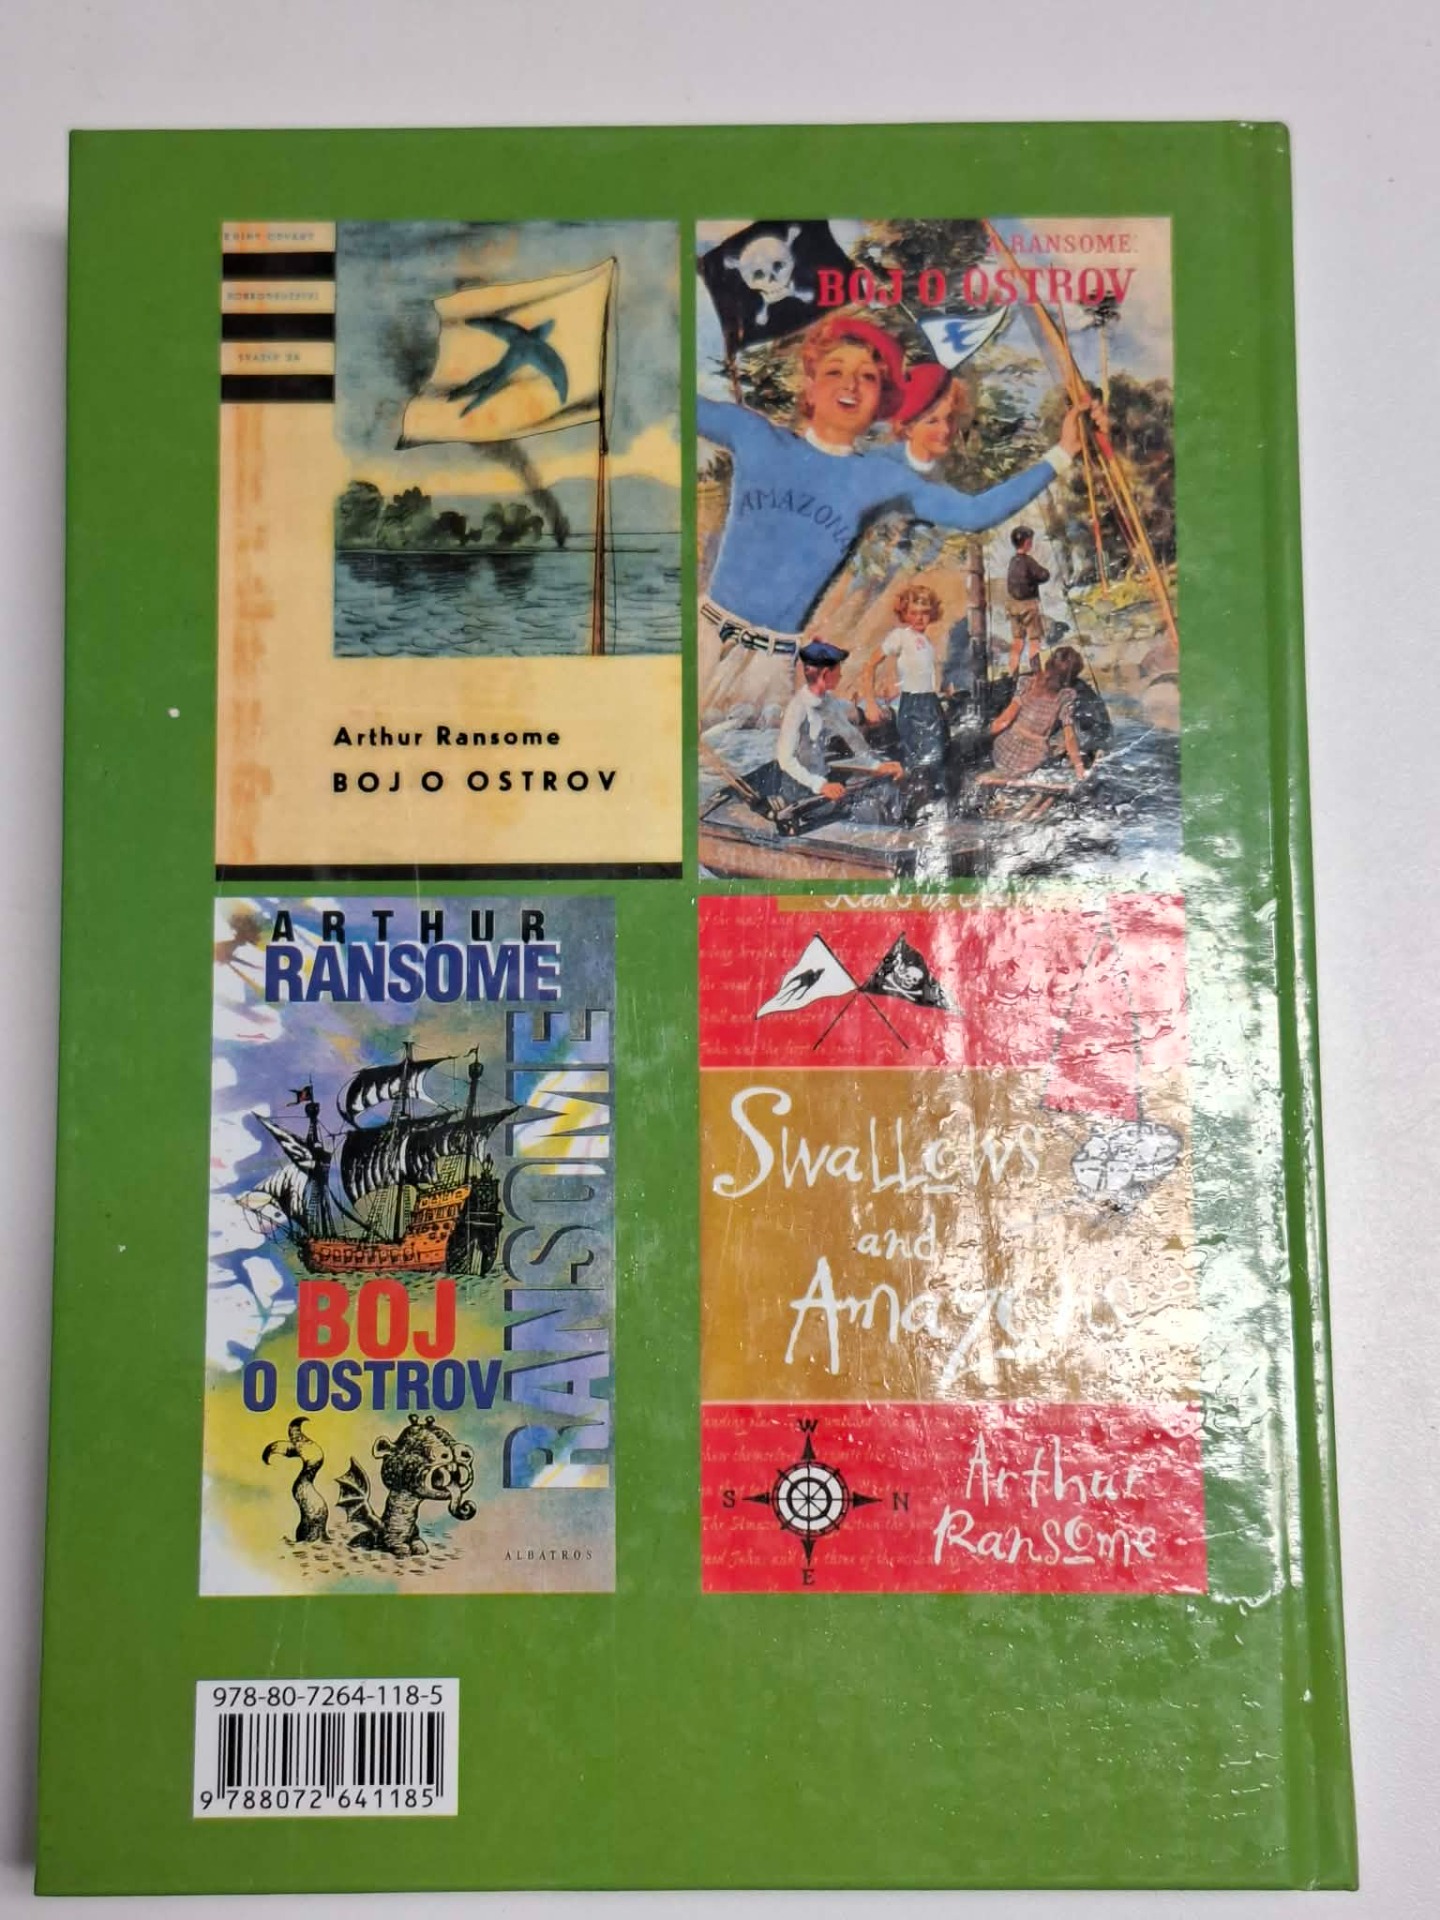 Arthur Ransome
BOJ O OSTROV
A. RANSOME:
BOJ O OSTROV
AMAZON
ARTHUR
RANSOME
RANSOME
BOJ
O OSTROV
ALBATROS
Swallows
and
Amazons
W
S
N
E
Arthur
Ransome
978-80-7264-118-5
9 788072 641185